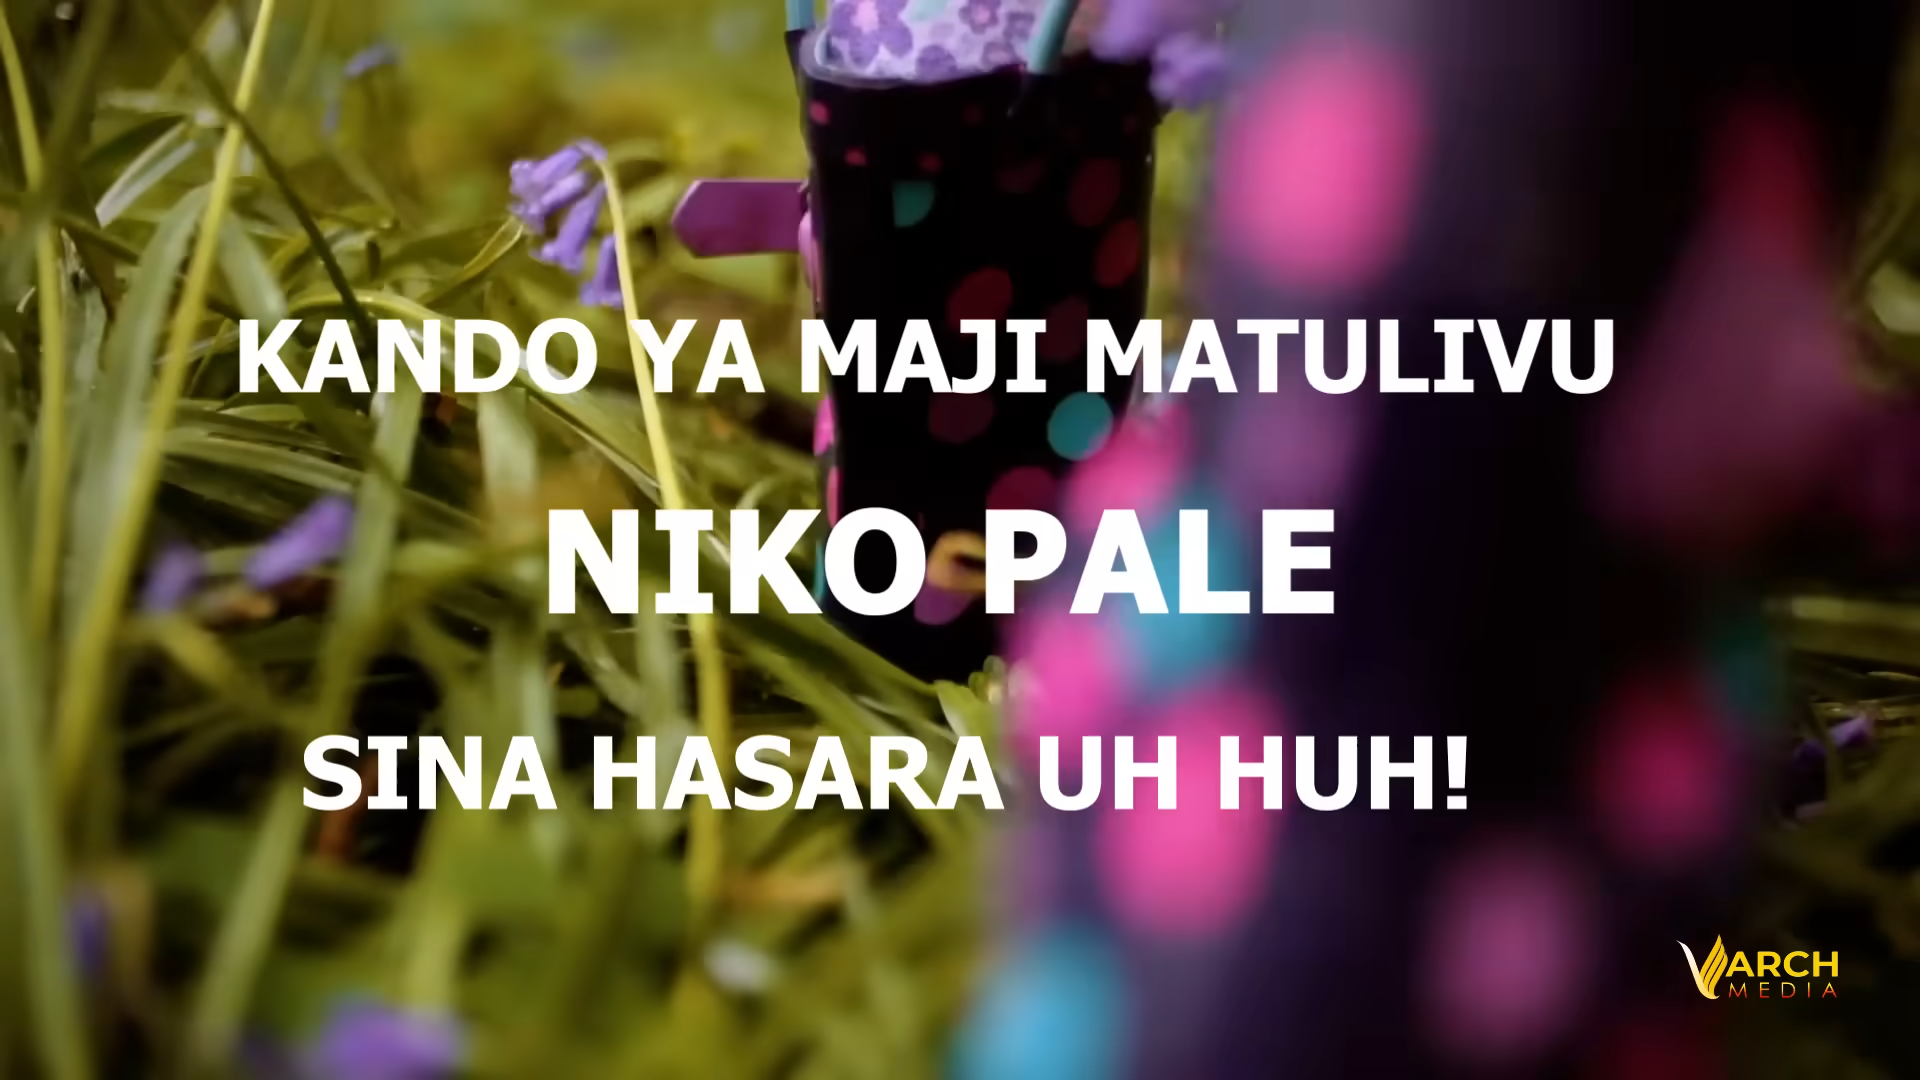 KANDO YA MAJI MATULIVU
NIKO PALE
SINA HASARA UH HUH!
VARCH
MEDIA